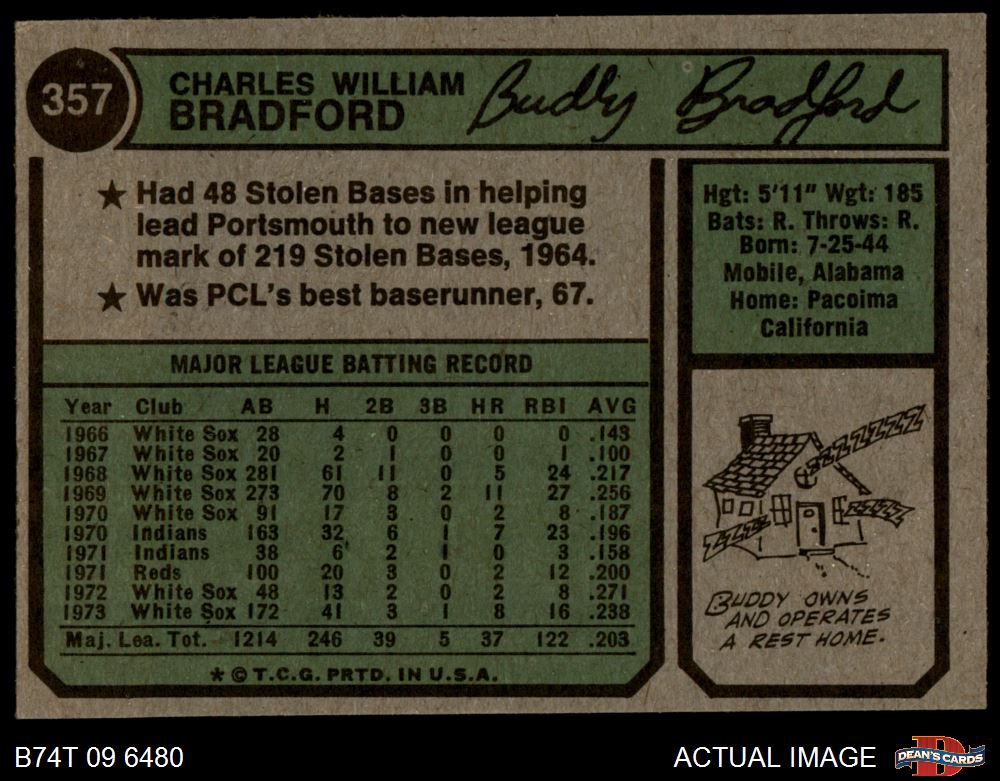 357
CHARLES WILLIAM
BRADFORD
Buddy Bradford
★ Had 48 Stolen Bases in helping
lead Portsmouth to new league
mark of 219 Stolen Bases, 1964.
★ Was PCL's best baserunner, 67.
Hgt: 5'11" Wgt: 185
Bats: R. Throws: R.
Born: 7-25-44
Mobile, Alabama
Home: Pacoima
California
MAJOR LEAGUE BATTING RECORD
Year Club AB H 2B 3B HR RBI AVG
1966 White Sox 28 4 0 0 0 0 .143
1967 White Sox 20 2 1 0 0 1 .100
1968 White Sox 281 61 11 0 5 24 .217
1969 White Sox 273 70 8 2 11 27 .256
1970 White Sox 91 17 3 0 2 8 .187
1970 Indians 163 32 6 1 7 23 .196
1971 Indians 38 6 2 1 0 3 .158
1971 Reds 100 20 3 0 2 12 .200
1972 White Sox 48 13 2 0 2 8 .271
1973 White Sox 172 41 3 1 8 16 .238
Maj. Lea. Tot. 1214 246 39 5 37 122 .203
* © T.C.G. PRTD. IN U.S.A.
BUDDY OWNS
AND OPERATES
A REST HOME.
B74T 09 6480
ACTUAL IMAGE
D
DEAN'S CARDS